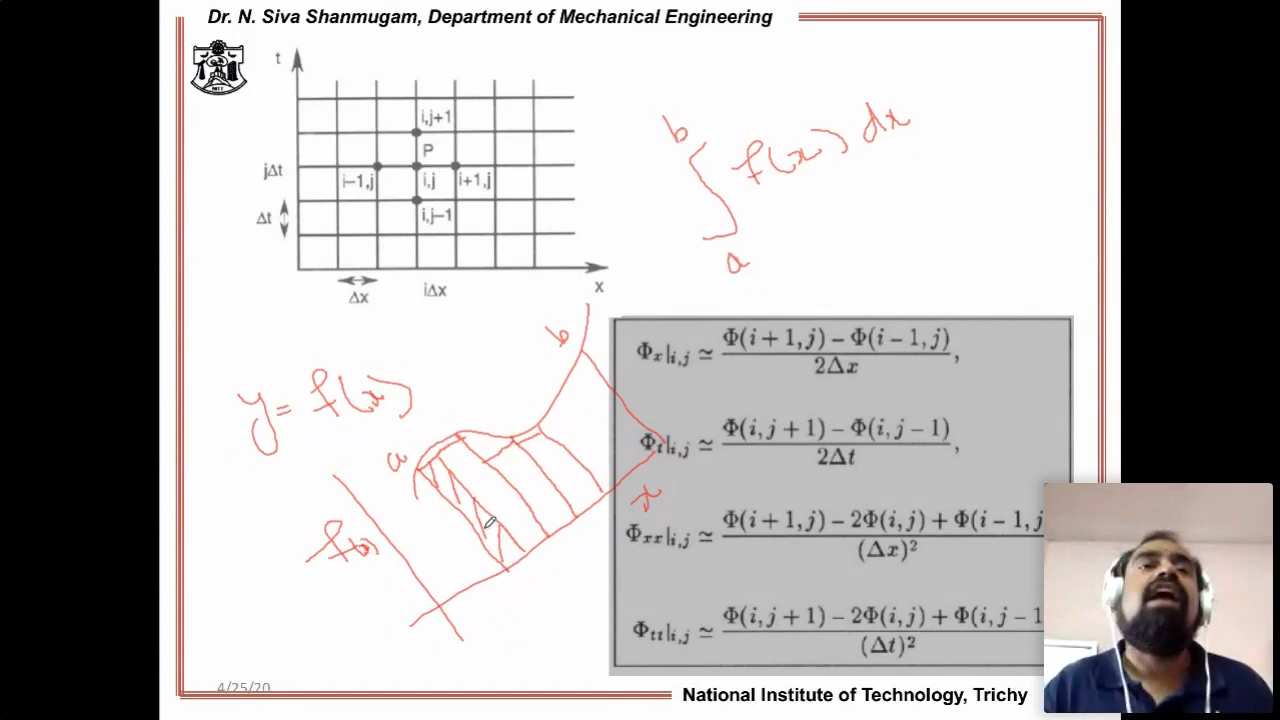 Dr. N. Siva Shanmugam, Department of Mechanical Engineering
t
i,j+1
P
jΔt
i–1,j
i,j
i+1,j
Δt
i,j–1
Δx
iΔx
x
b
∫ f(x) dx
a
y = f(x)
a
b
f(x)
x
Φx|i,j ≃ Φ(i + 1, j) − Φ(i − 1, j) / 2Δx,
Φt|i,j ≃ Φ(i, j + 1) − Φ(i, j − 1) / 2Δt,
Φxx|i,j ≃ Φ(i + 1, j) − 2Φ(i, j) + Φ(i − 1, j / (Δx)²
Φtt|i,j ≃ Φ(i, j + 1) − 2Φ(i, j) + Φ(i, j − 1 / (Δt)²
4/25/20
National Institute of Technology, Trichy